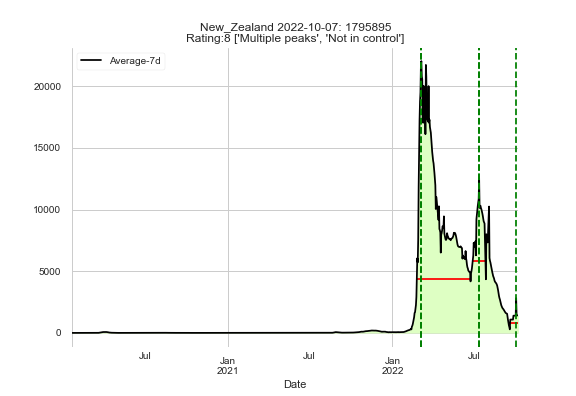 New_Zealand 2022-10-07: 1795895
Rating:8 ['Multiple peaks', 'Not in control']
Average-7d
20000
15000
10000
5000
0
Jul
Jan
2021
Jul
Jan
2022
Jul
Date